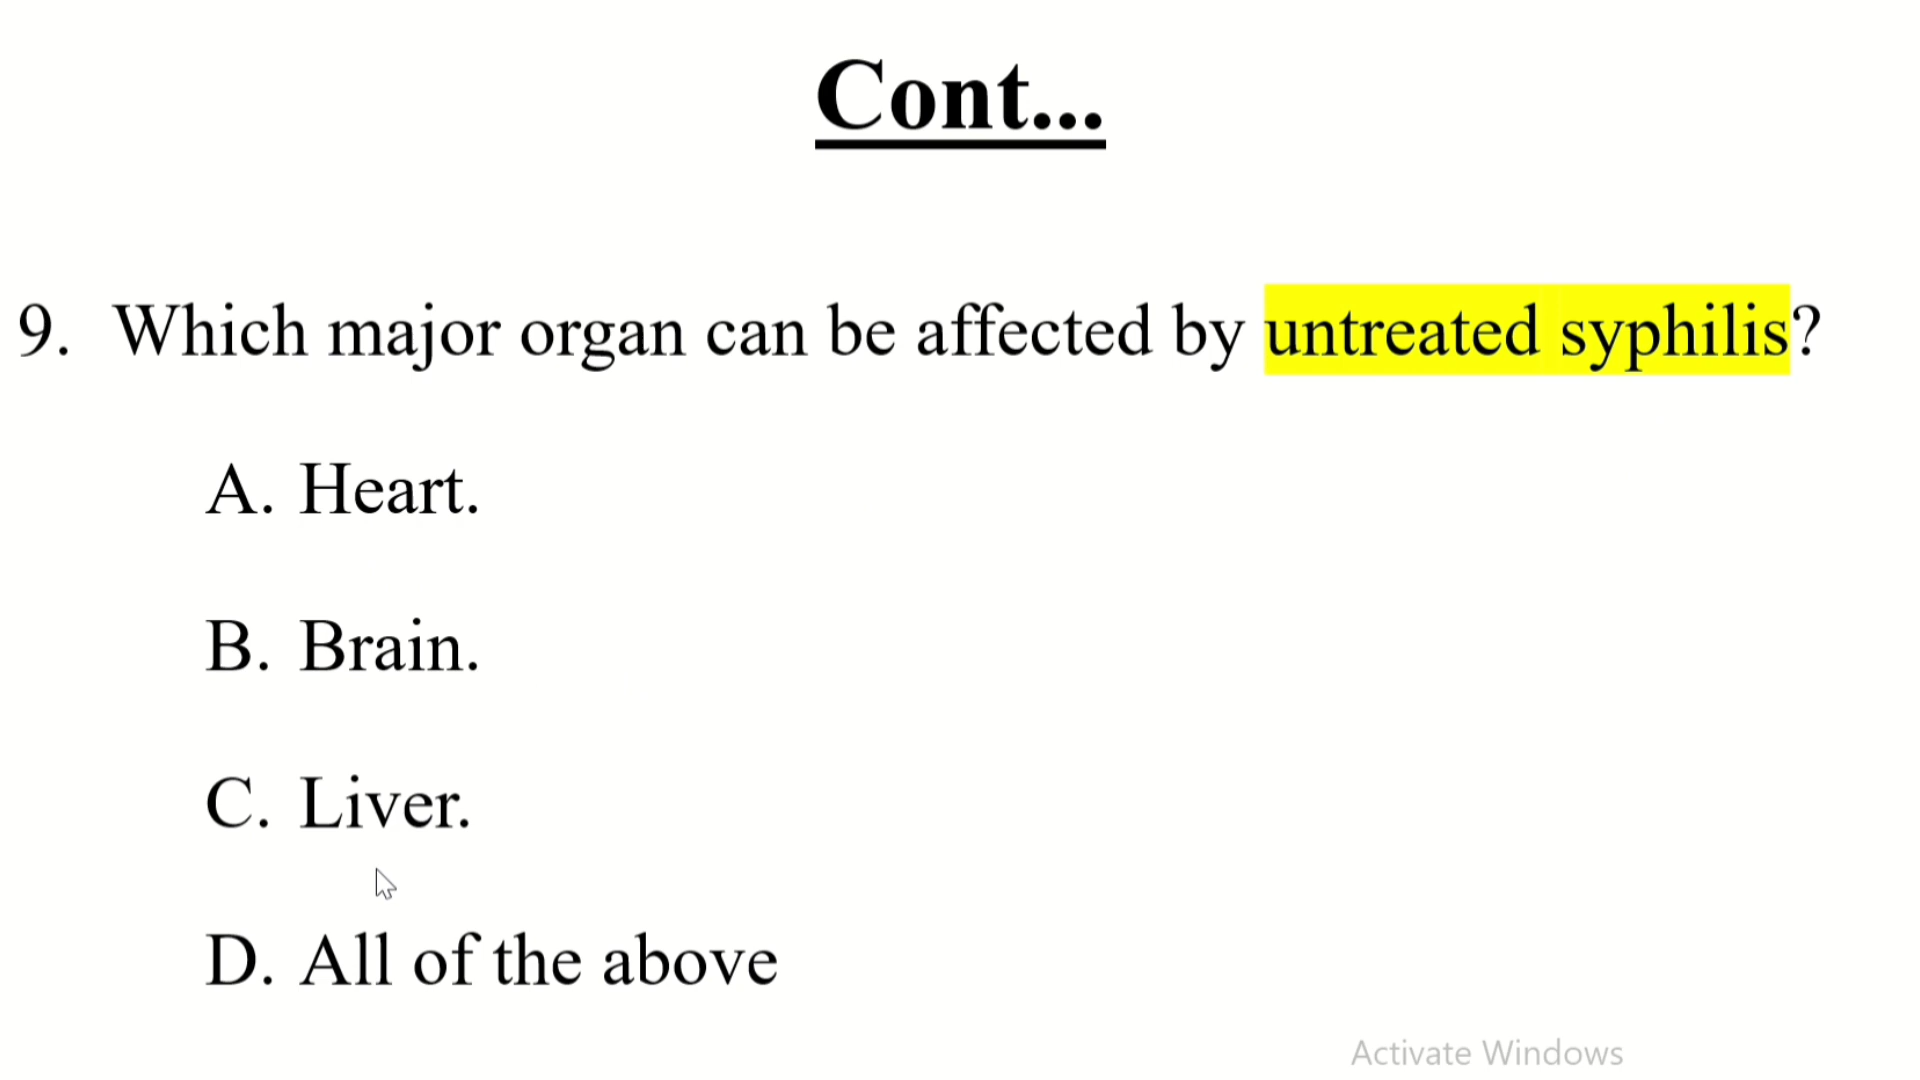 Cont...
9. Which major organ can be affected by untreated syphilis?
A. Heart.
B. Brain.
C. Liver.
D. All of the above
Activate Windows